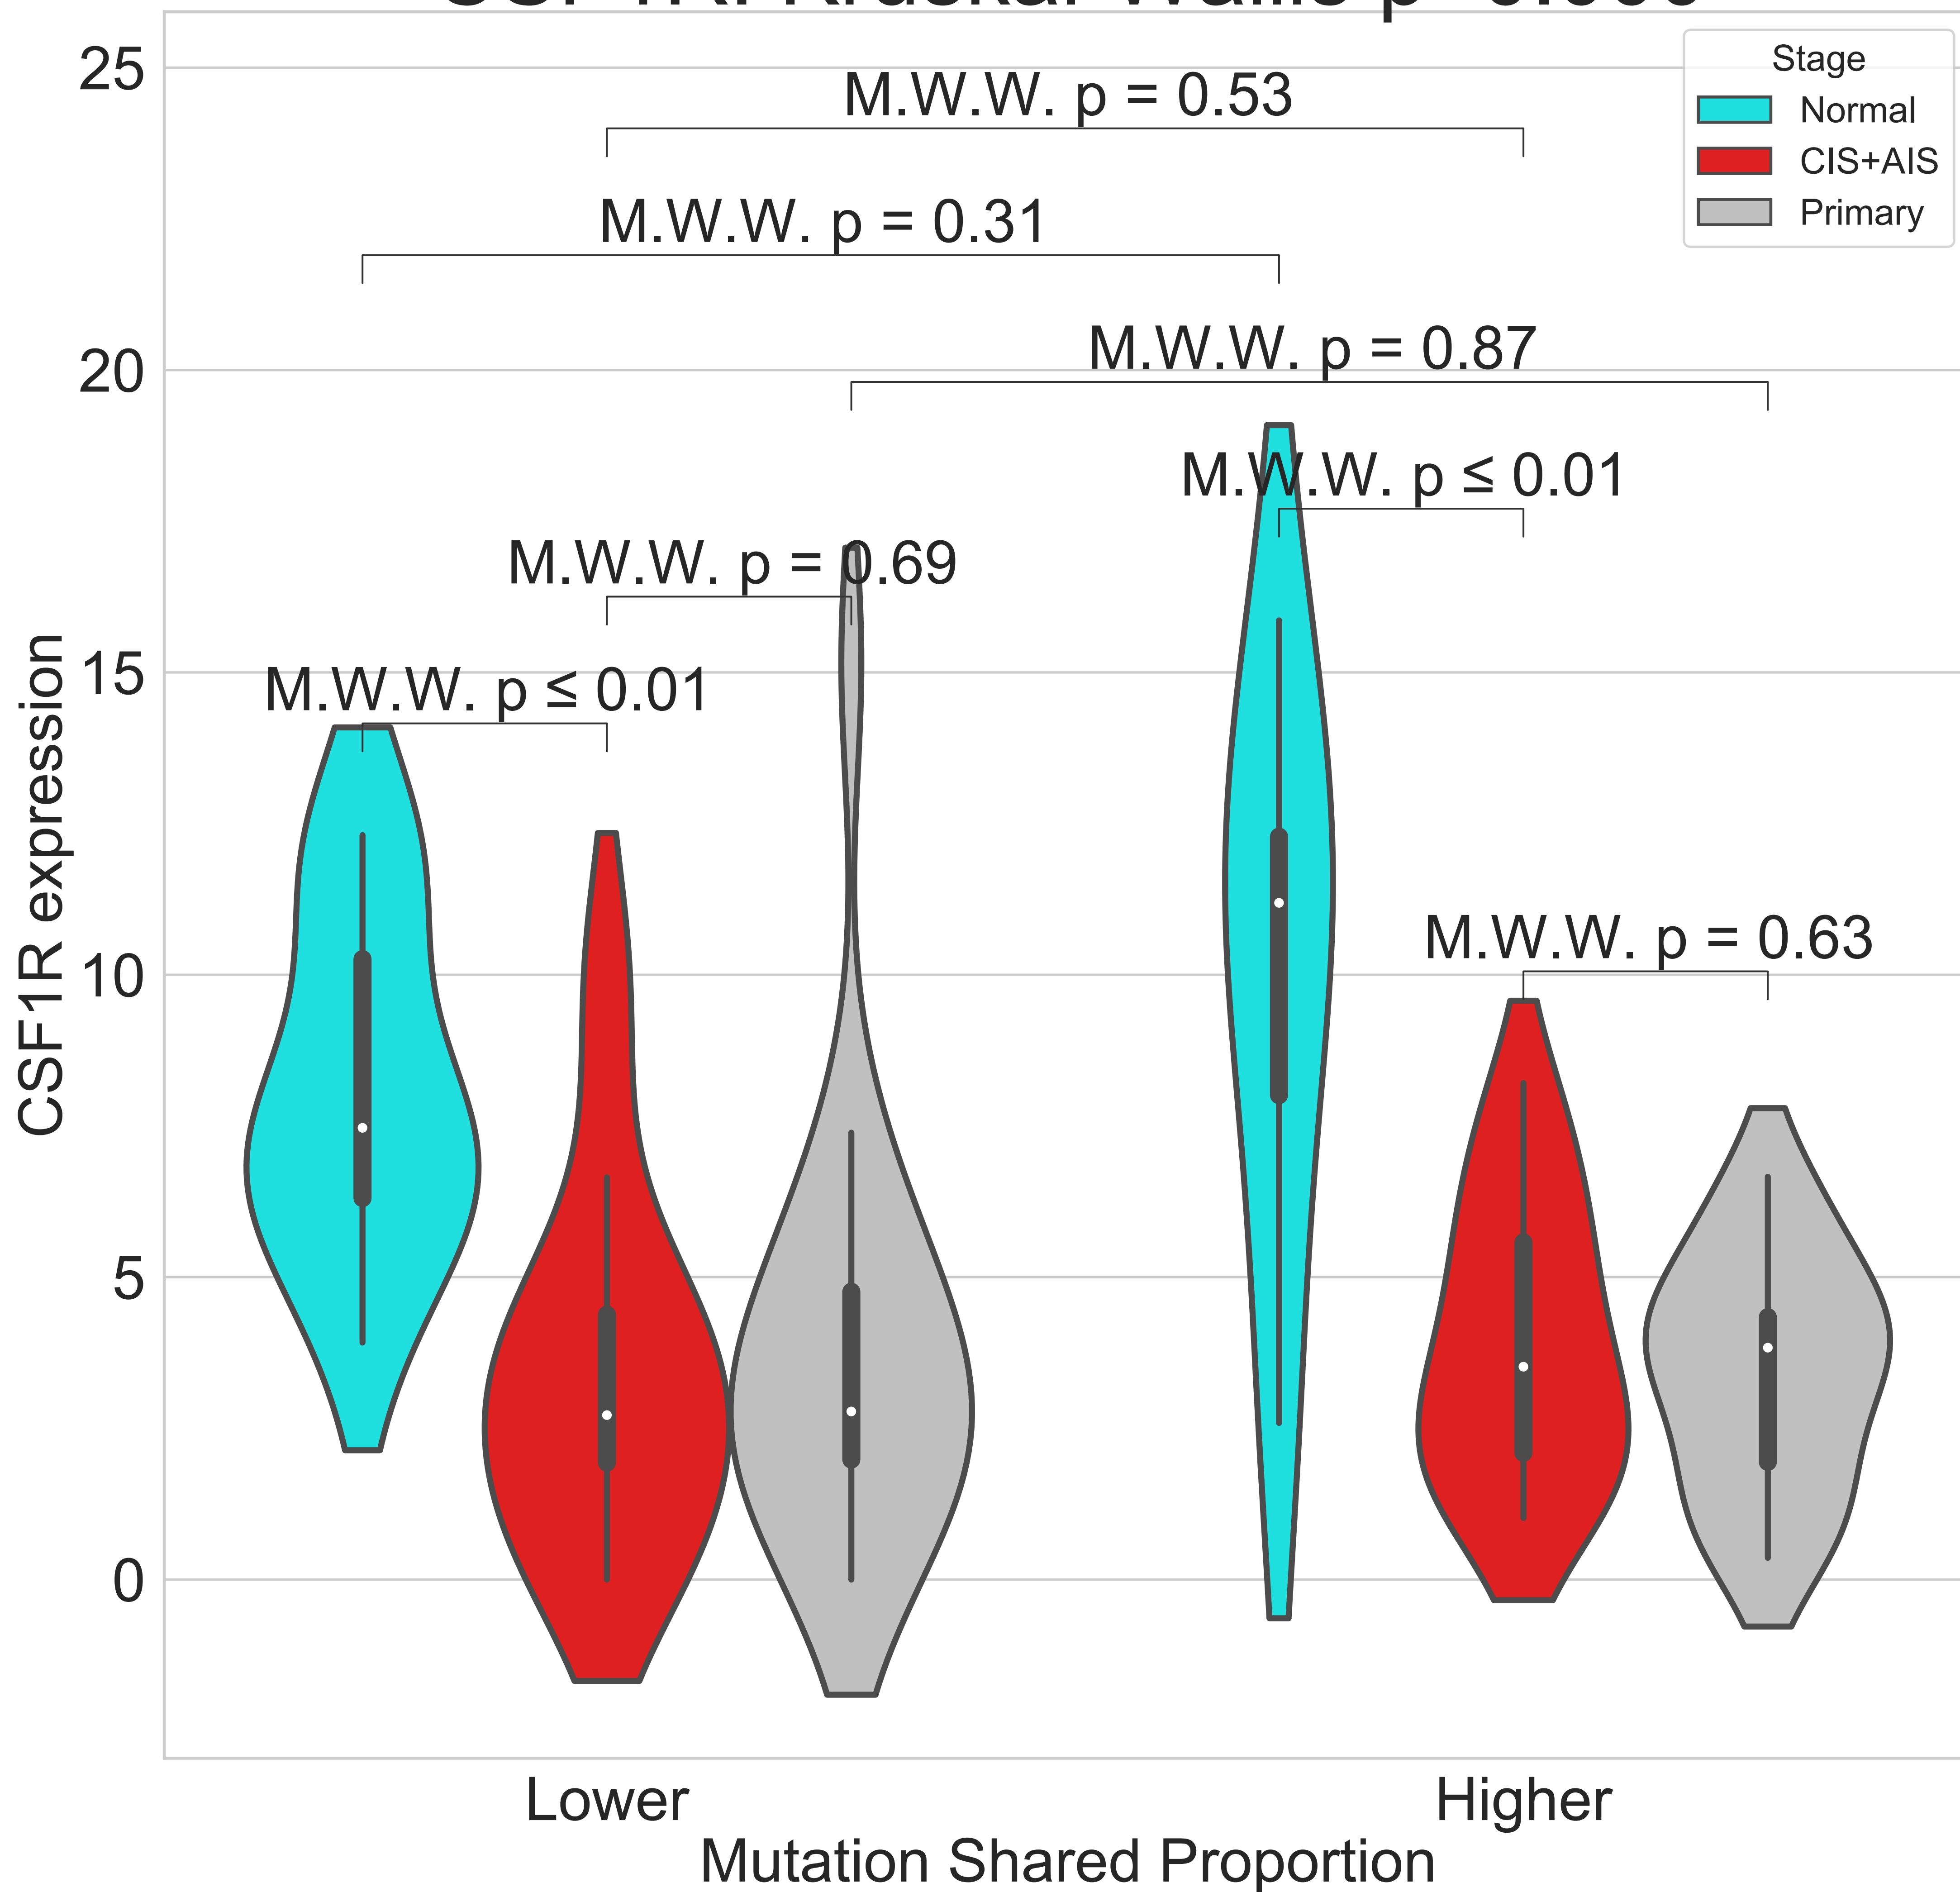 Stage
Normal
CIS+AIS
Primary
25
20
15
10
5
0
CSF1R expression
M.W.W. p = 0.53
M.W.W. p = 0.31
M.W.W. p = 0.87
M.W.W. p ≤ 0.01
M.W.W. p = 0.69
M.W.W. p ≤ 0.01
M.W.W. p = 0.63
Lower
Higher
Mutation Shared Proportion